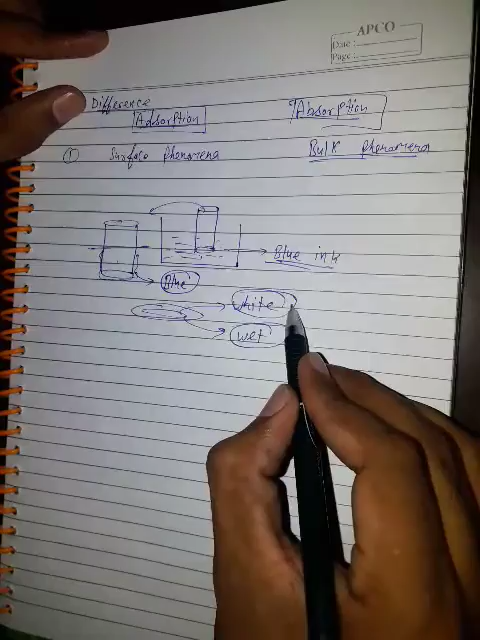 APCO
Date :
Page :
Difference
Adsorption
Absorption
① Surface phenomena
Bulk phenomena
Blue ink
Blue
white
wet